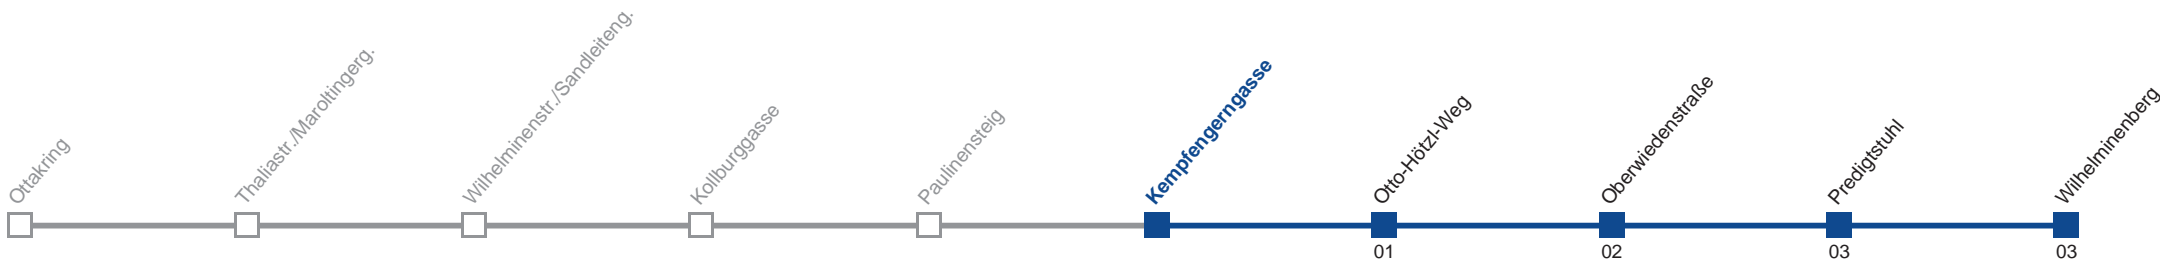 Ottakring
Thaliastr./Maroltingerg.
Wilhelminenstr./Sandleiteng.
Kollburggasse
Paulinensteig
Kempfengerngasse
Otto-Hötzl-Weg
Oberwiedenstraße
Predigtstuhl
Wilhelminenberg
01
02
03
03